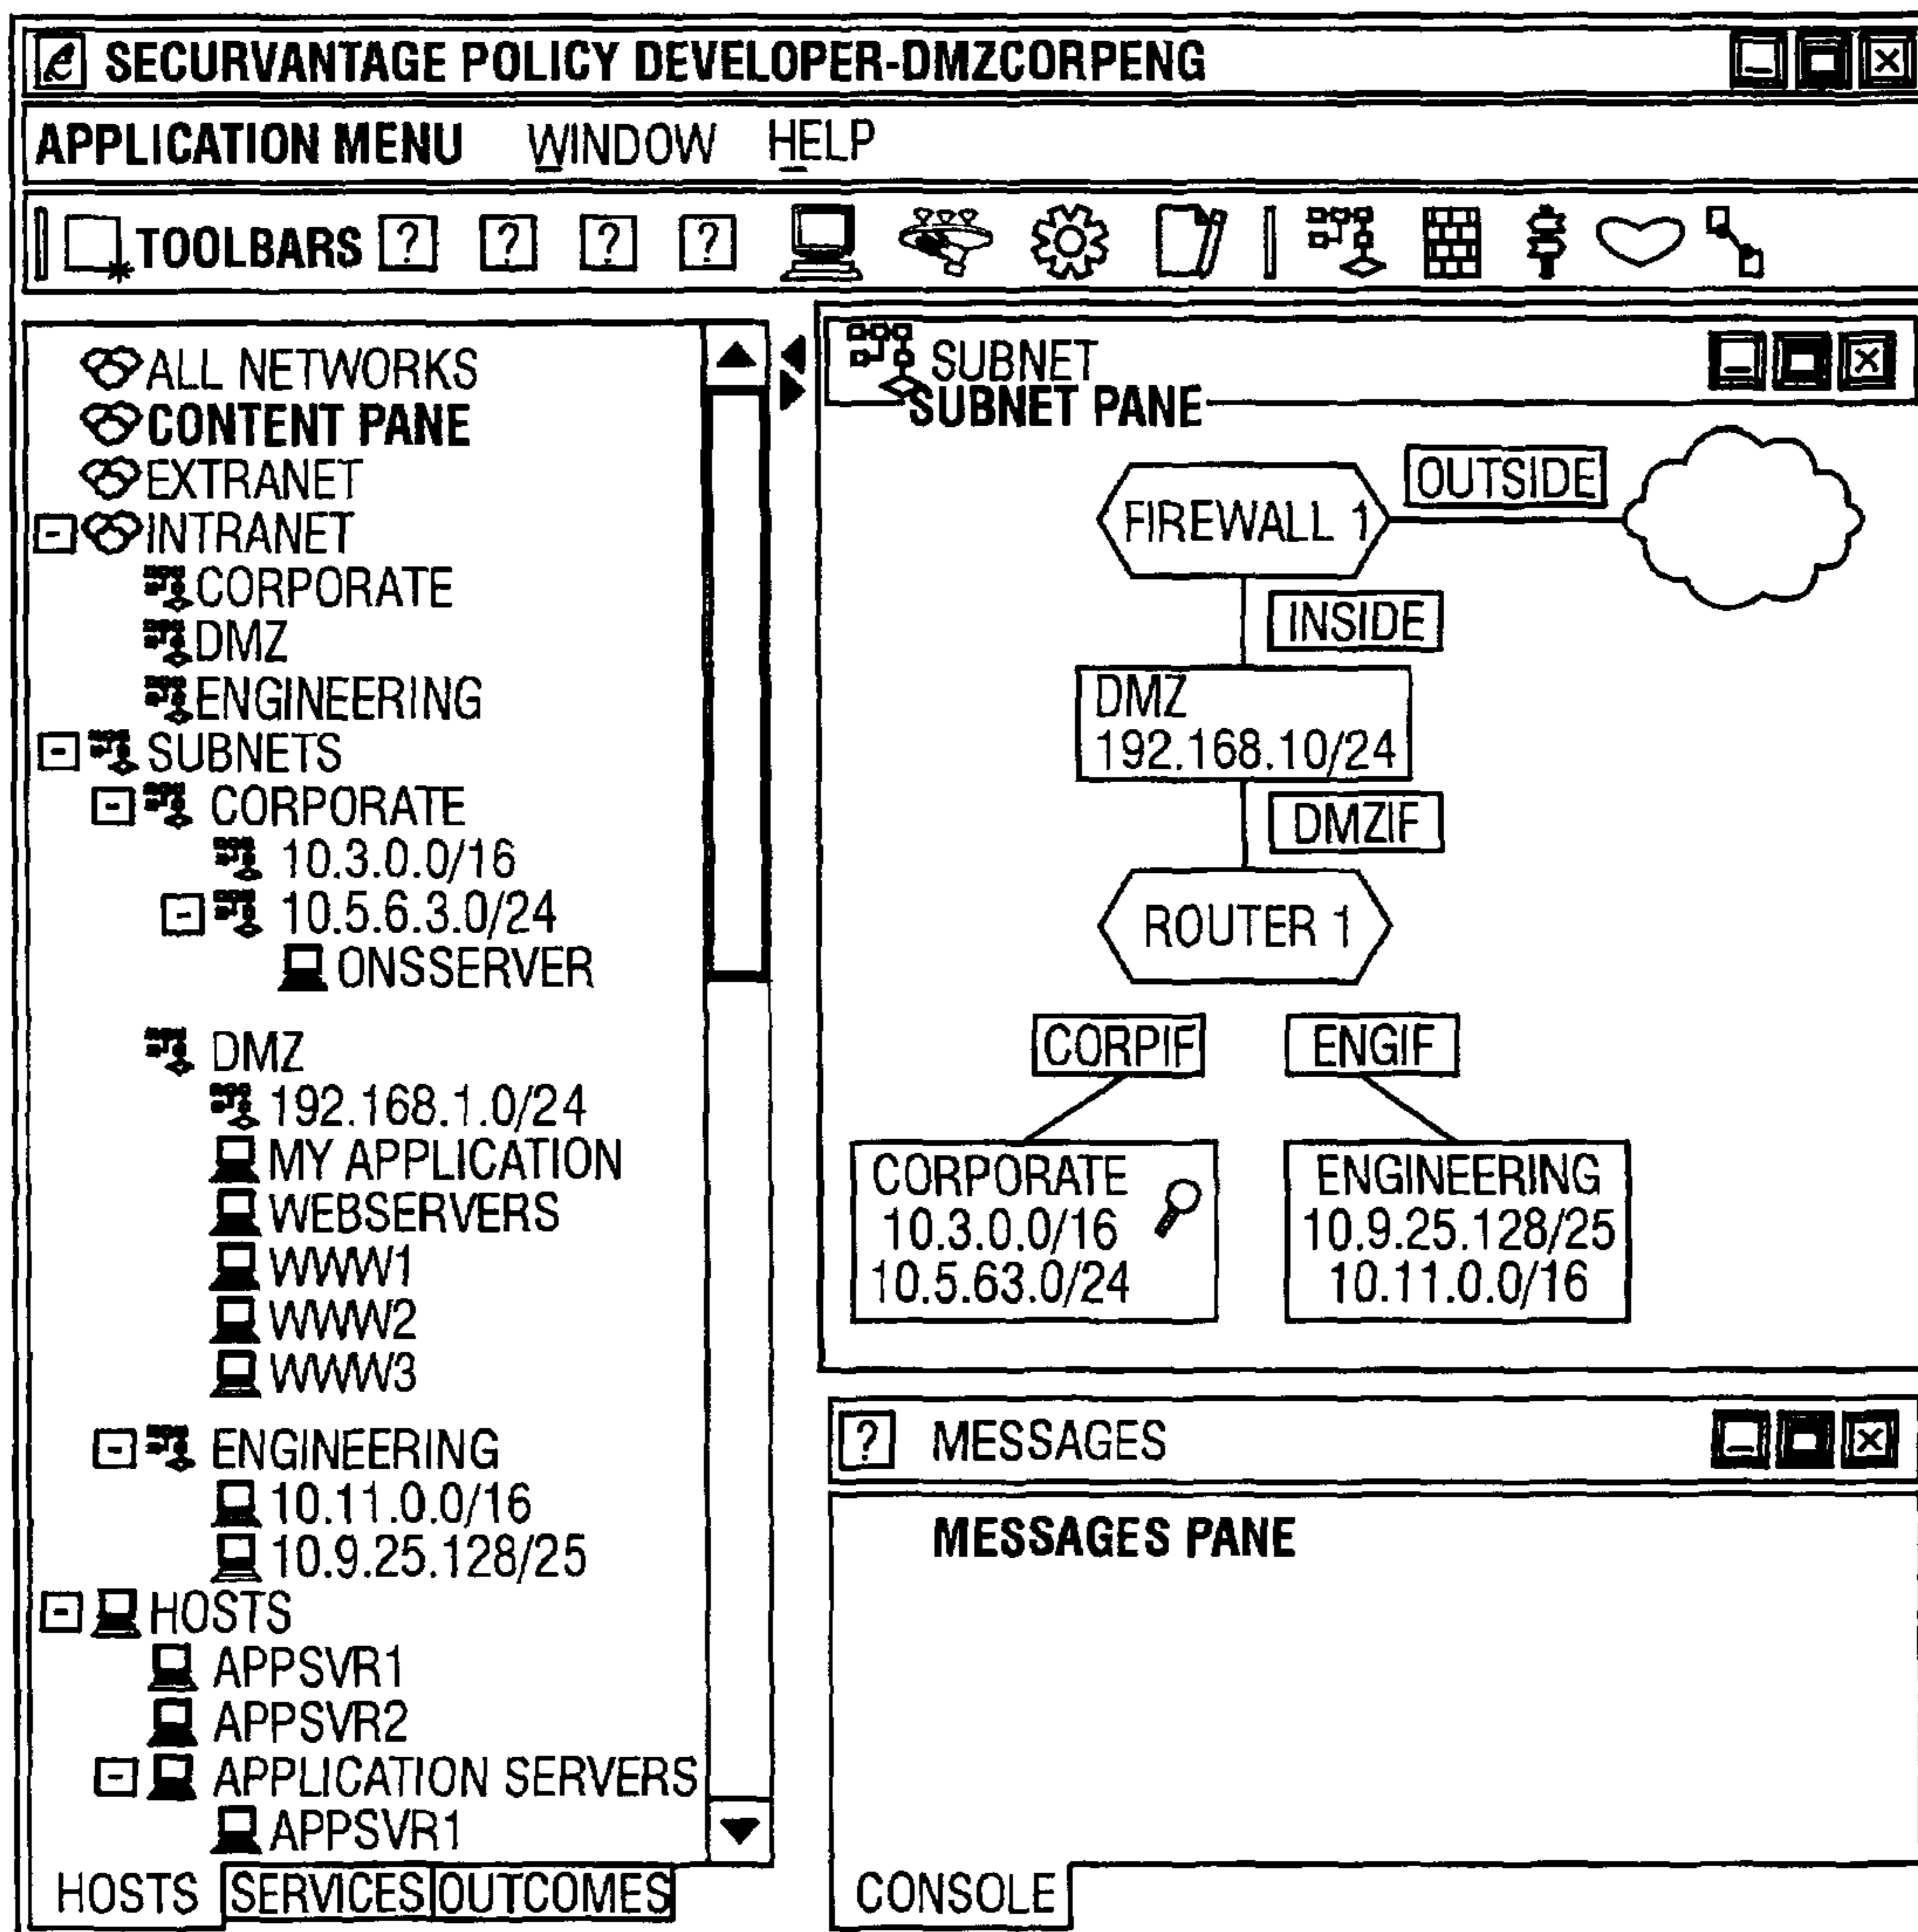 SECURVANTAGE POLICY DEVELOPER-DMZCORPENG
APPLICATION MENU WINDOW HELP
TOOLBARS ? ? ? ?
ALL NETWORKS
CONTENT PANE
EXTRANET
INTRANET
CORPORATE
DMZ
ENGINEERING
SUBNETS
CORPORATE
10.3.0.0/16
10.5.6.3.0/24
ONSSERVER
DMZ
192.168.1.0/24
MY APPLICATION
WEBSERVERS
WWW1
WWW2
WWW3
ENGINEERING
10.11.0.0/16
10.9.25.128/25
HOSTS
APPSVR1
APPSVR2
APPLICATION SERVERS
APPSVR1
HOSTS SERVICES OUTCOMES
SUBNET
SUBNET PANE
OUTSIDE
FIREWALL 1
INSIDE
DMZ
192.168.10/24
DMZIF
ROUTER 1
CORPIF ENGIF
CORPORATE
10.3.0.0/16
10.5.63.0/24
ENGINEERING
10.9.25.128/25
10.11.0.0/16
? MESSAGES
MESSAGES PANE
CONSOLE